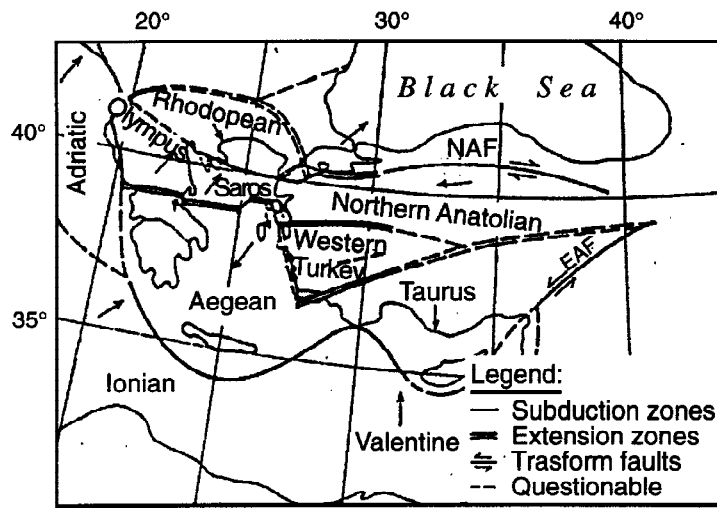 20° 30° 40°
Black Sea
Rhodopean
40°
Olympus
NAF
Adriatic
Saros
Northern Anatolian
Western
Turkey
EAF
Aegean
Taurus
35°
Ionian
Legend:
Subduction zones
Valentine
Extension zones
Trasform faults
Questionable